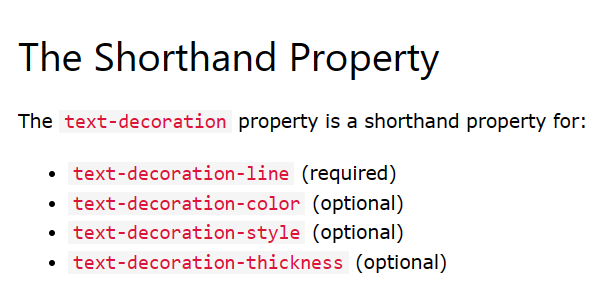 The Shorthand Property
The text-decoration property is a shorthand property for:
• text-decoration-line (required)
• text-decoration-color (optional)
• text-decoration-style (optional)
• text-decoration-thickness (optional)